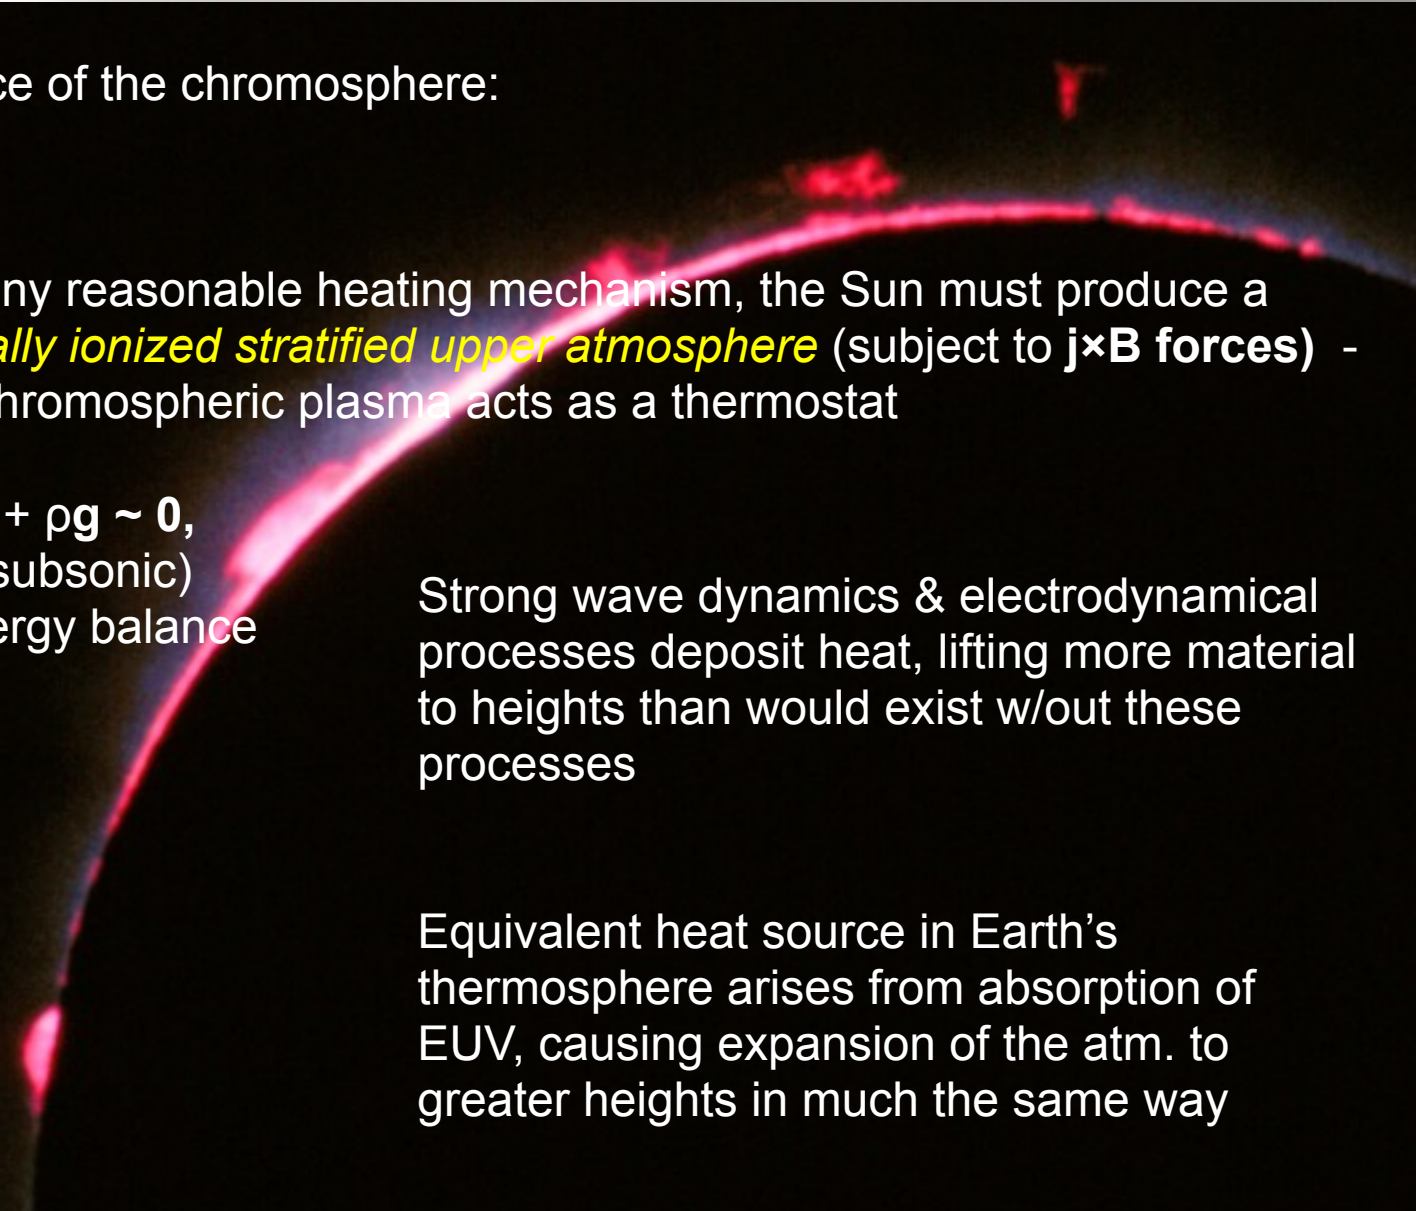 ce of the chromosphere:
ny reasonable heating mechanism, the Sun must produce a
ally ionized stratified upper atmosphere (subject to j×B forces) -
hromospheric plasma acts as a thermostat
+ ρg ~ 0,
subsonic)
ergy balance
Strong wave dynamics & electrodynamical
processes deposit heat, lifting more material
to heights than would exist w/out these
processes
Equivalent heat source in Earth’s
thermosphere arises from absorption of
EUV, causing expansion of the atm. to
greater heights in much the same way